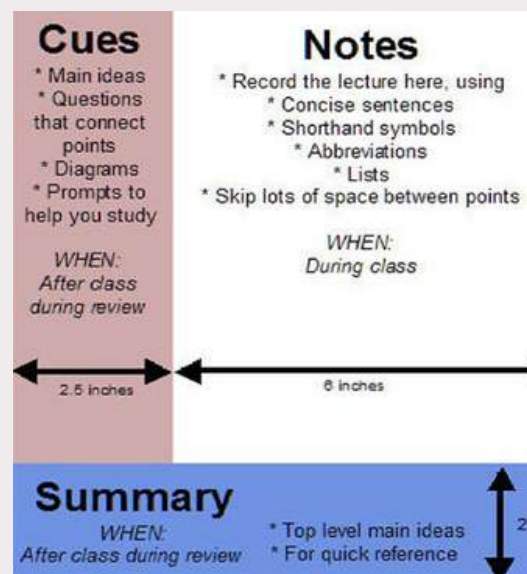 Cues
* Main ideas
* Questions
that connect
points
* Diagrams
* Prompts to
help you study
WHEN:
After class
during review
2.5 inches
Notes
* Record the lecture here, using
* Concise sentences
* Shorthand symbols
* Abbreviations
* Lists
* Skip lots of space between points
WHEN:
During class
6 inches
Summary
WHEN:
After class during review
* Top level main ideas
* For quick reference
2